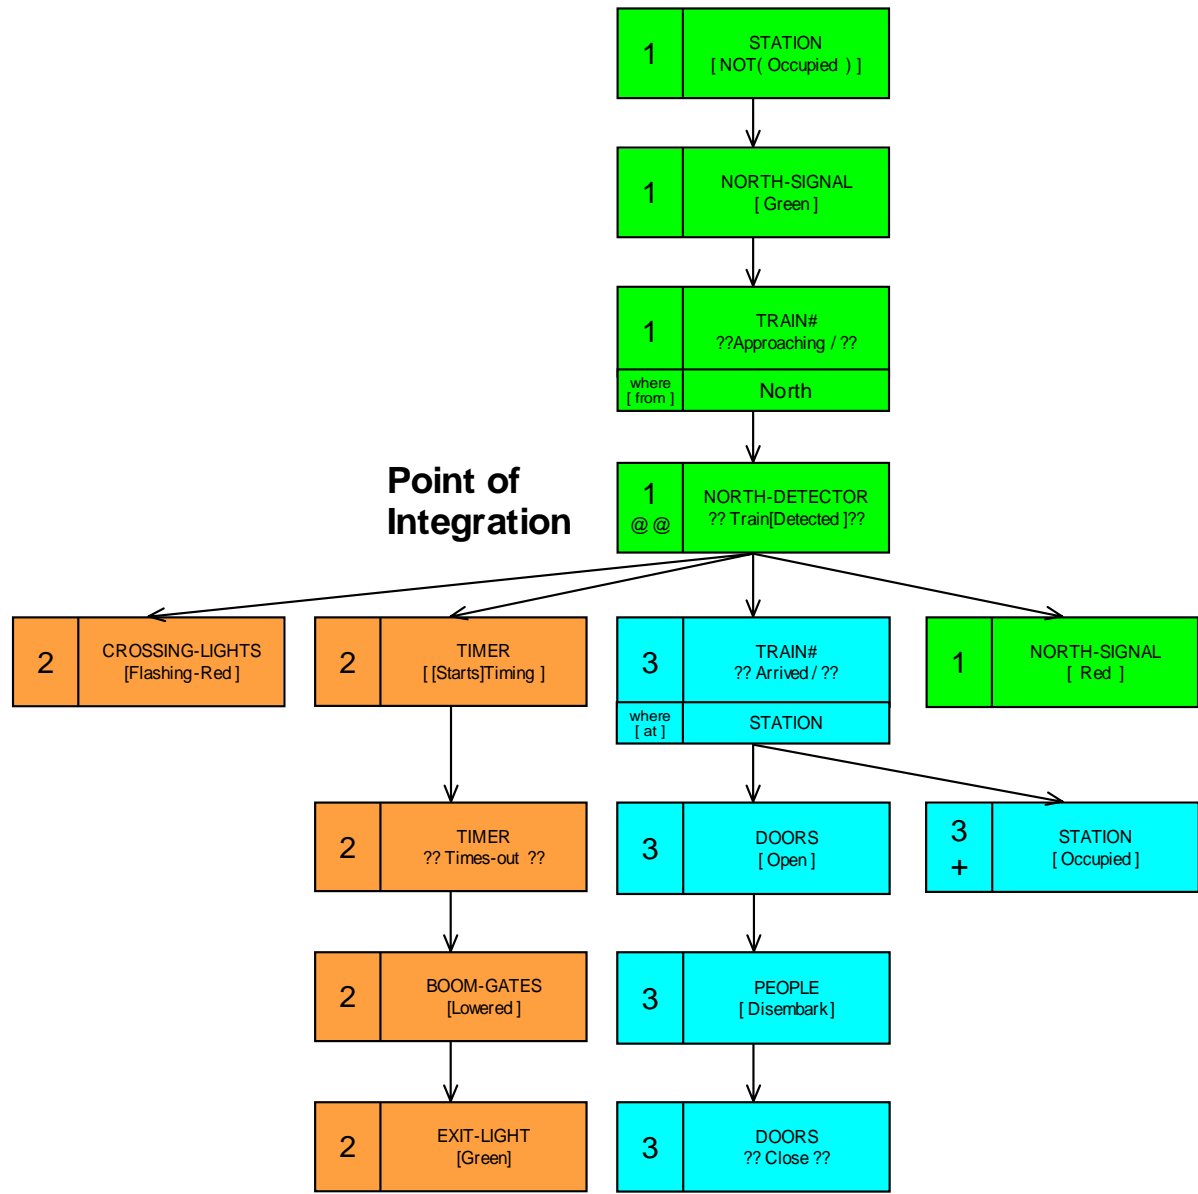 1
STATION
[ NOT( Occupied ) ]
1
NORTH-SIGNAL
[ Green ]
1
TRAIN#
??Approaching / ??
where
[ from ]
North
Point of
Integration
1
@ @
NORTH-DETECTOR
?? Train[Detected ]??
2
CROSSING-LIGHTS
[Flashing-Red ]
2
TIMER
[ [Starts]Timing ]
3
TRAIN#
?? Arrived / ??
where
[ at ]
STATION
1
NORTH-SIGNAL
[ Red ]
2
TIMER
?? Times-out ??
3
DOORS
[ Open ]
3
+
STATION
[ Occupied ]
2
BOOM-GATES
[Lowered ]
3
PEOPLE
[ Disembark ]
2
EXIT-LIGHT
[Green]
3
DOORS
?? Close ??